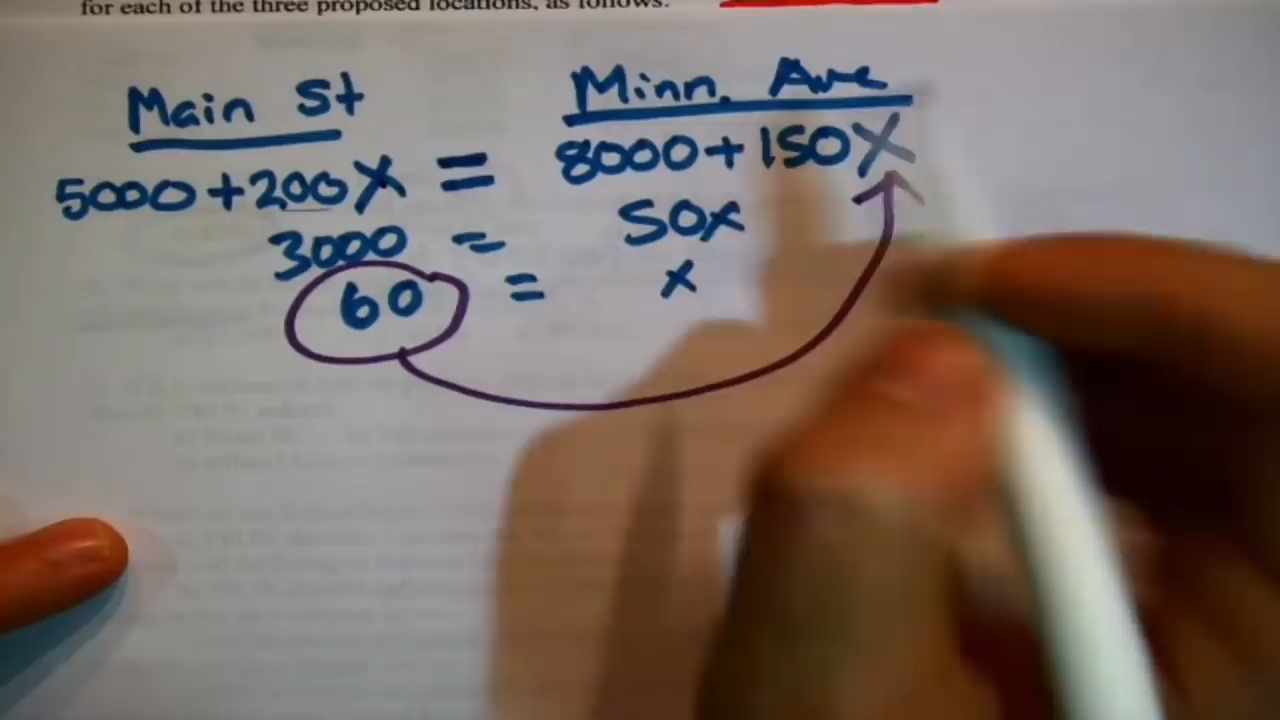 for each of the three proposed locations, as follows:
Main St Minn. Ave
5000+200X = 8000+150X
3000 = 50x
60 = x